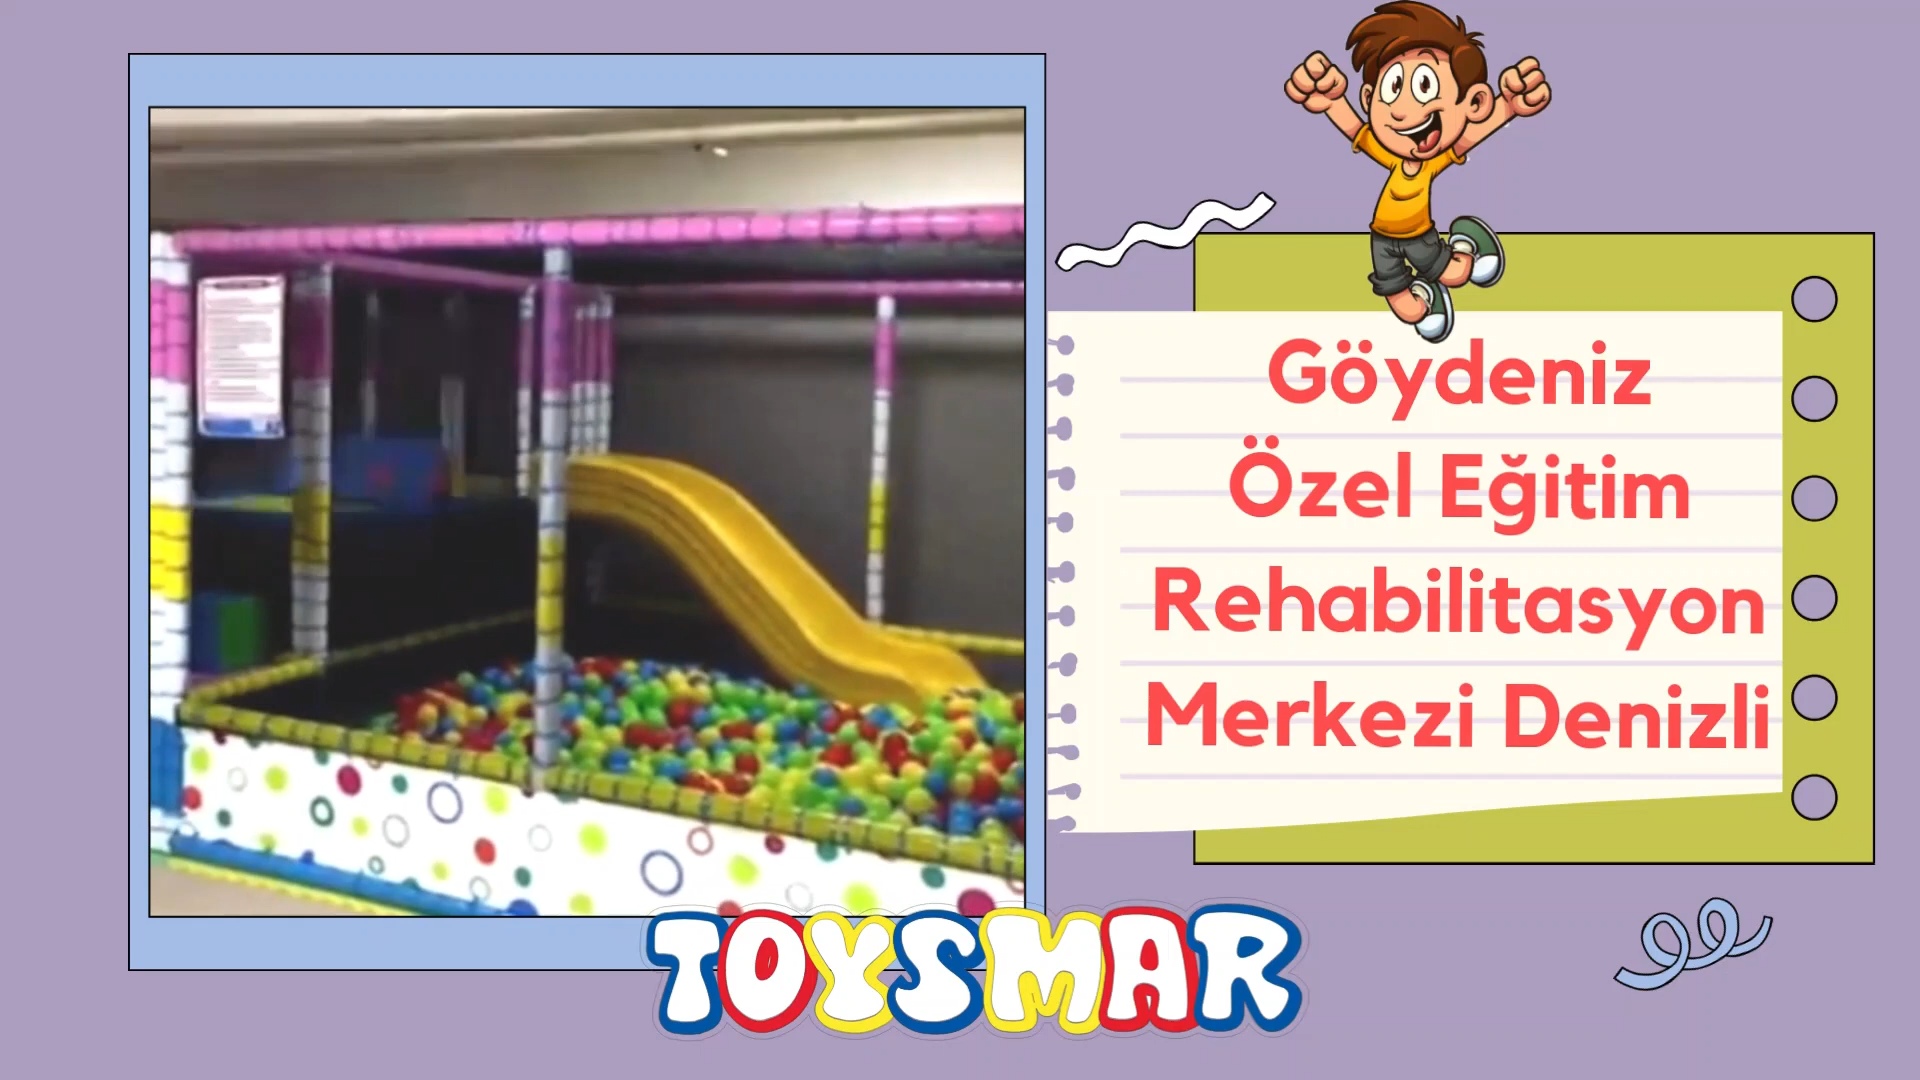 Göydeniz
Özel Eğitim
Rehabilitasyon
Merkezi Denizli
TOYSMAR